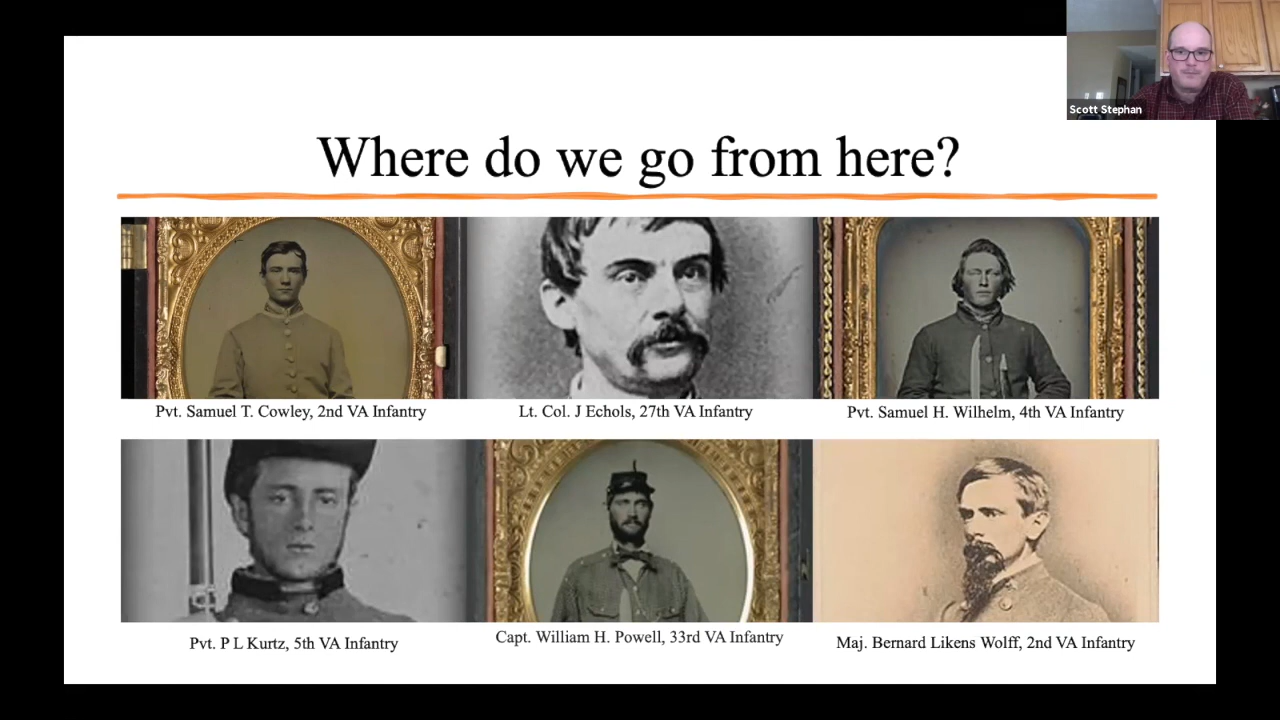 Scott Stephan
Where do we go from here?
Pvt. Samuel T. Cowley, 2nd VA Infantry
Lt. Col. J Echols, 27th VA Infantry
Pvt. Samuel H. Wilhelm, 4th VA Infantry
Pvt. P L Kurtz, 5th VA Infantry
Capt. William H. Powell, 33rd VA Infantry
Maj. Bernard Likens Wolff, 2nd VA Infantry